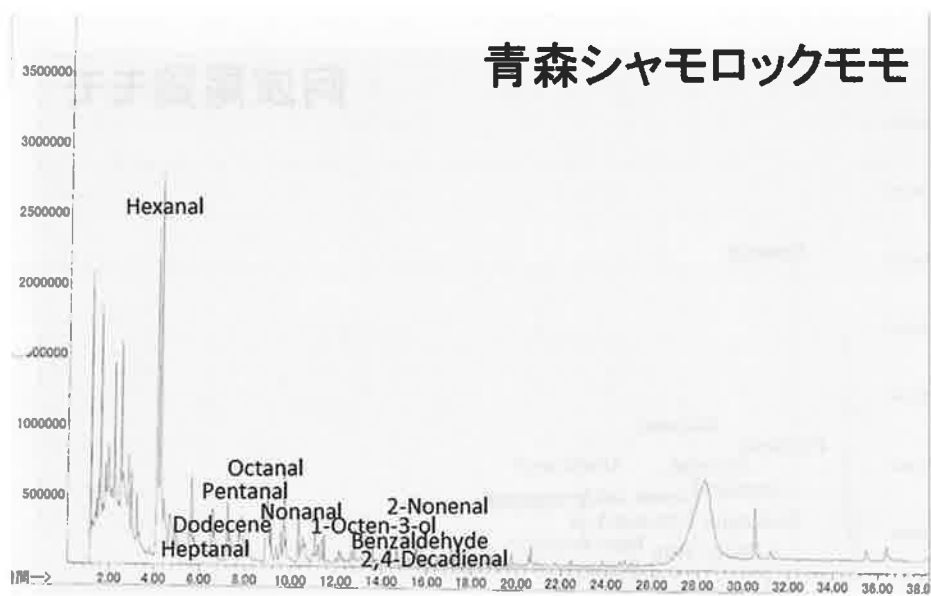 青森シャモロックモモ
3500000
3000000
2500000
2000000
1000000
500000
Hexanal
Octanal
Pentanal
Nonanal
2-Nonenal
Dodecene
1-Octen-3-ol
Heptanal
Benzaldehyde
2,4-Decadienal
2.00 4.00 6.00 8.00 10.00 12.00 14.00 16.00 18.00 20.00 22.00 24.00 26.00 28.00 30.00 32.00 34.00 36.00 38.0